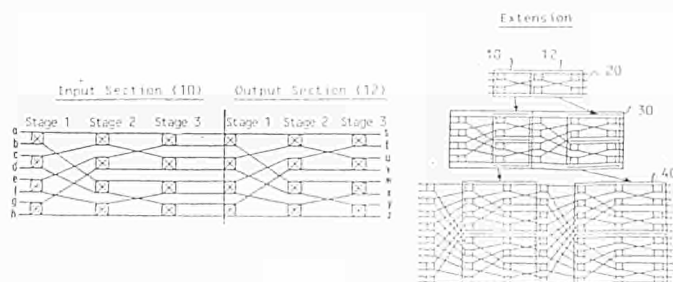 Extension
10 12
20
Input Section (10) Output Section (12)
30
Stage 1 Stage 2 Stage 3 Stage 1 Stage 2 Stage 3
a s
b t
c u
d v
e w
f x
g y
h z
40